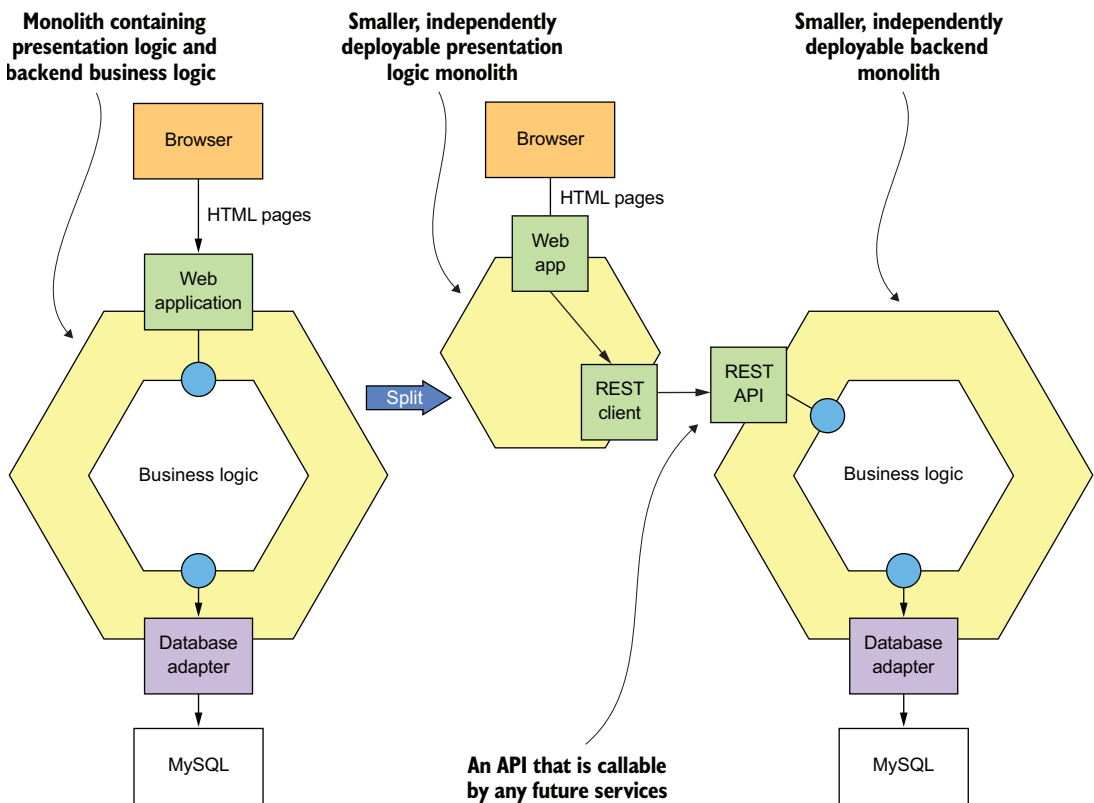 Monolith containing
presentation logic and
backend business logic
Smaller, independently
deployable presentation
logic monolith
Smaller, independently
deployable backend
monolith
Browser
HTML pages
Web
application
Business logic
Database
adapter
MySQL
Split
Browser
HTML pages
Web
app
REST
client
REST
API
Business logic
Database
adapter
MySQL
An API that is callable
by any future services